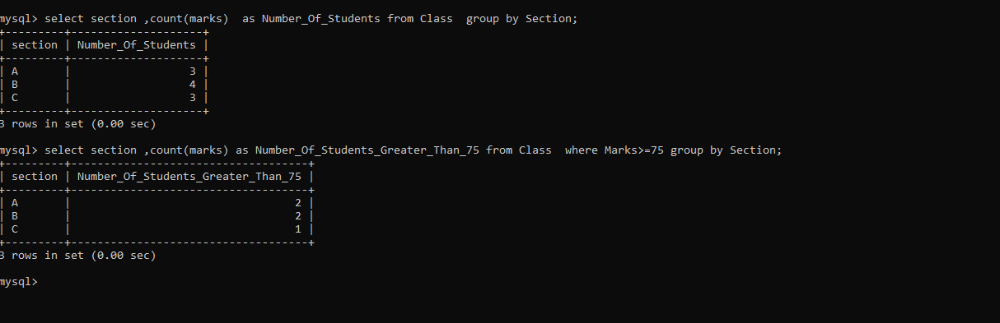 mysql> select section ,count(marks)  as Number_Of_Students from Class  group by Section;
+---------+--------------------+
| section | Number_Of_Students |
+---------+--------------------+
| A       |                  3 |
| B       |                  4 |
| C       |                  3 |
+---------+--------------------+
3 rows in set (0.00 sec)

mysql> select section ,count(marks) as Number_Of_Students_Greater_Than_75 from Class  where Marks>=75 group by Section;
+---------+------------------------------------+
| section | Number_Of_Students_Greater_Than_75 |
+---------+------------------------------------+
| A       |                                  2 |
| B       |                                  2 |
| C       |                                  1 |
+---------+------------------------------------+
3 rows in set (0.00 sec)

mysql>